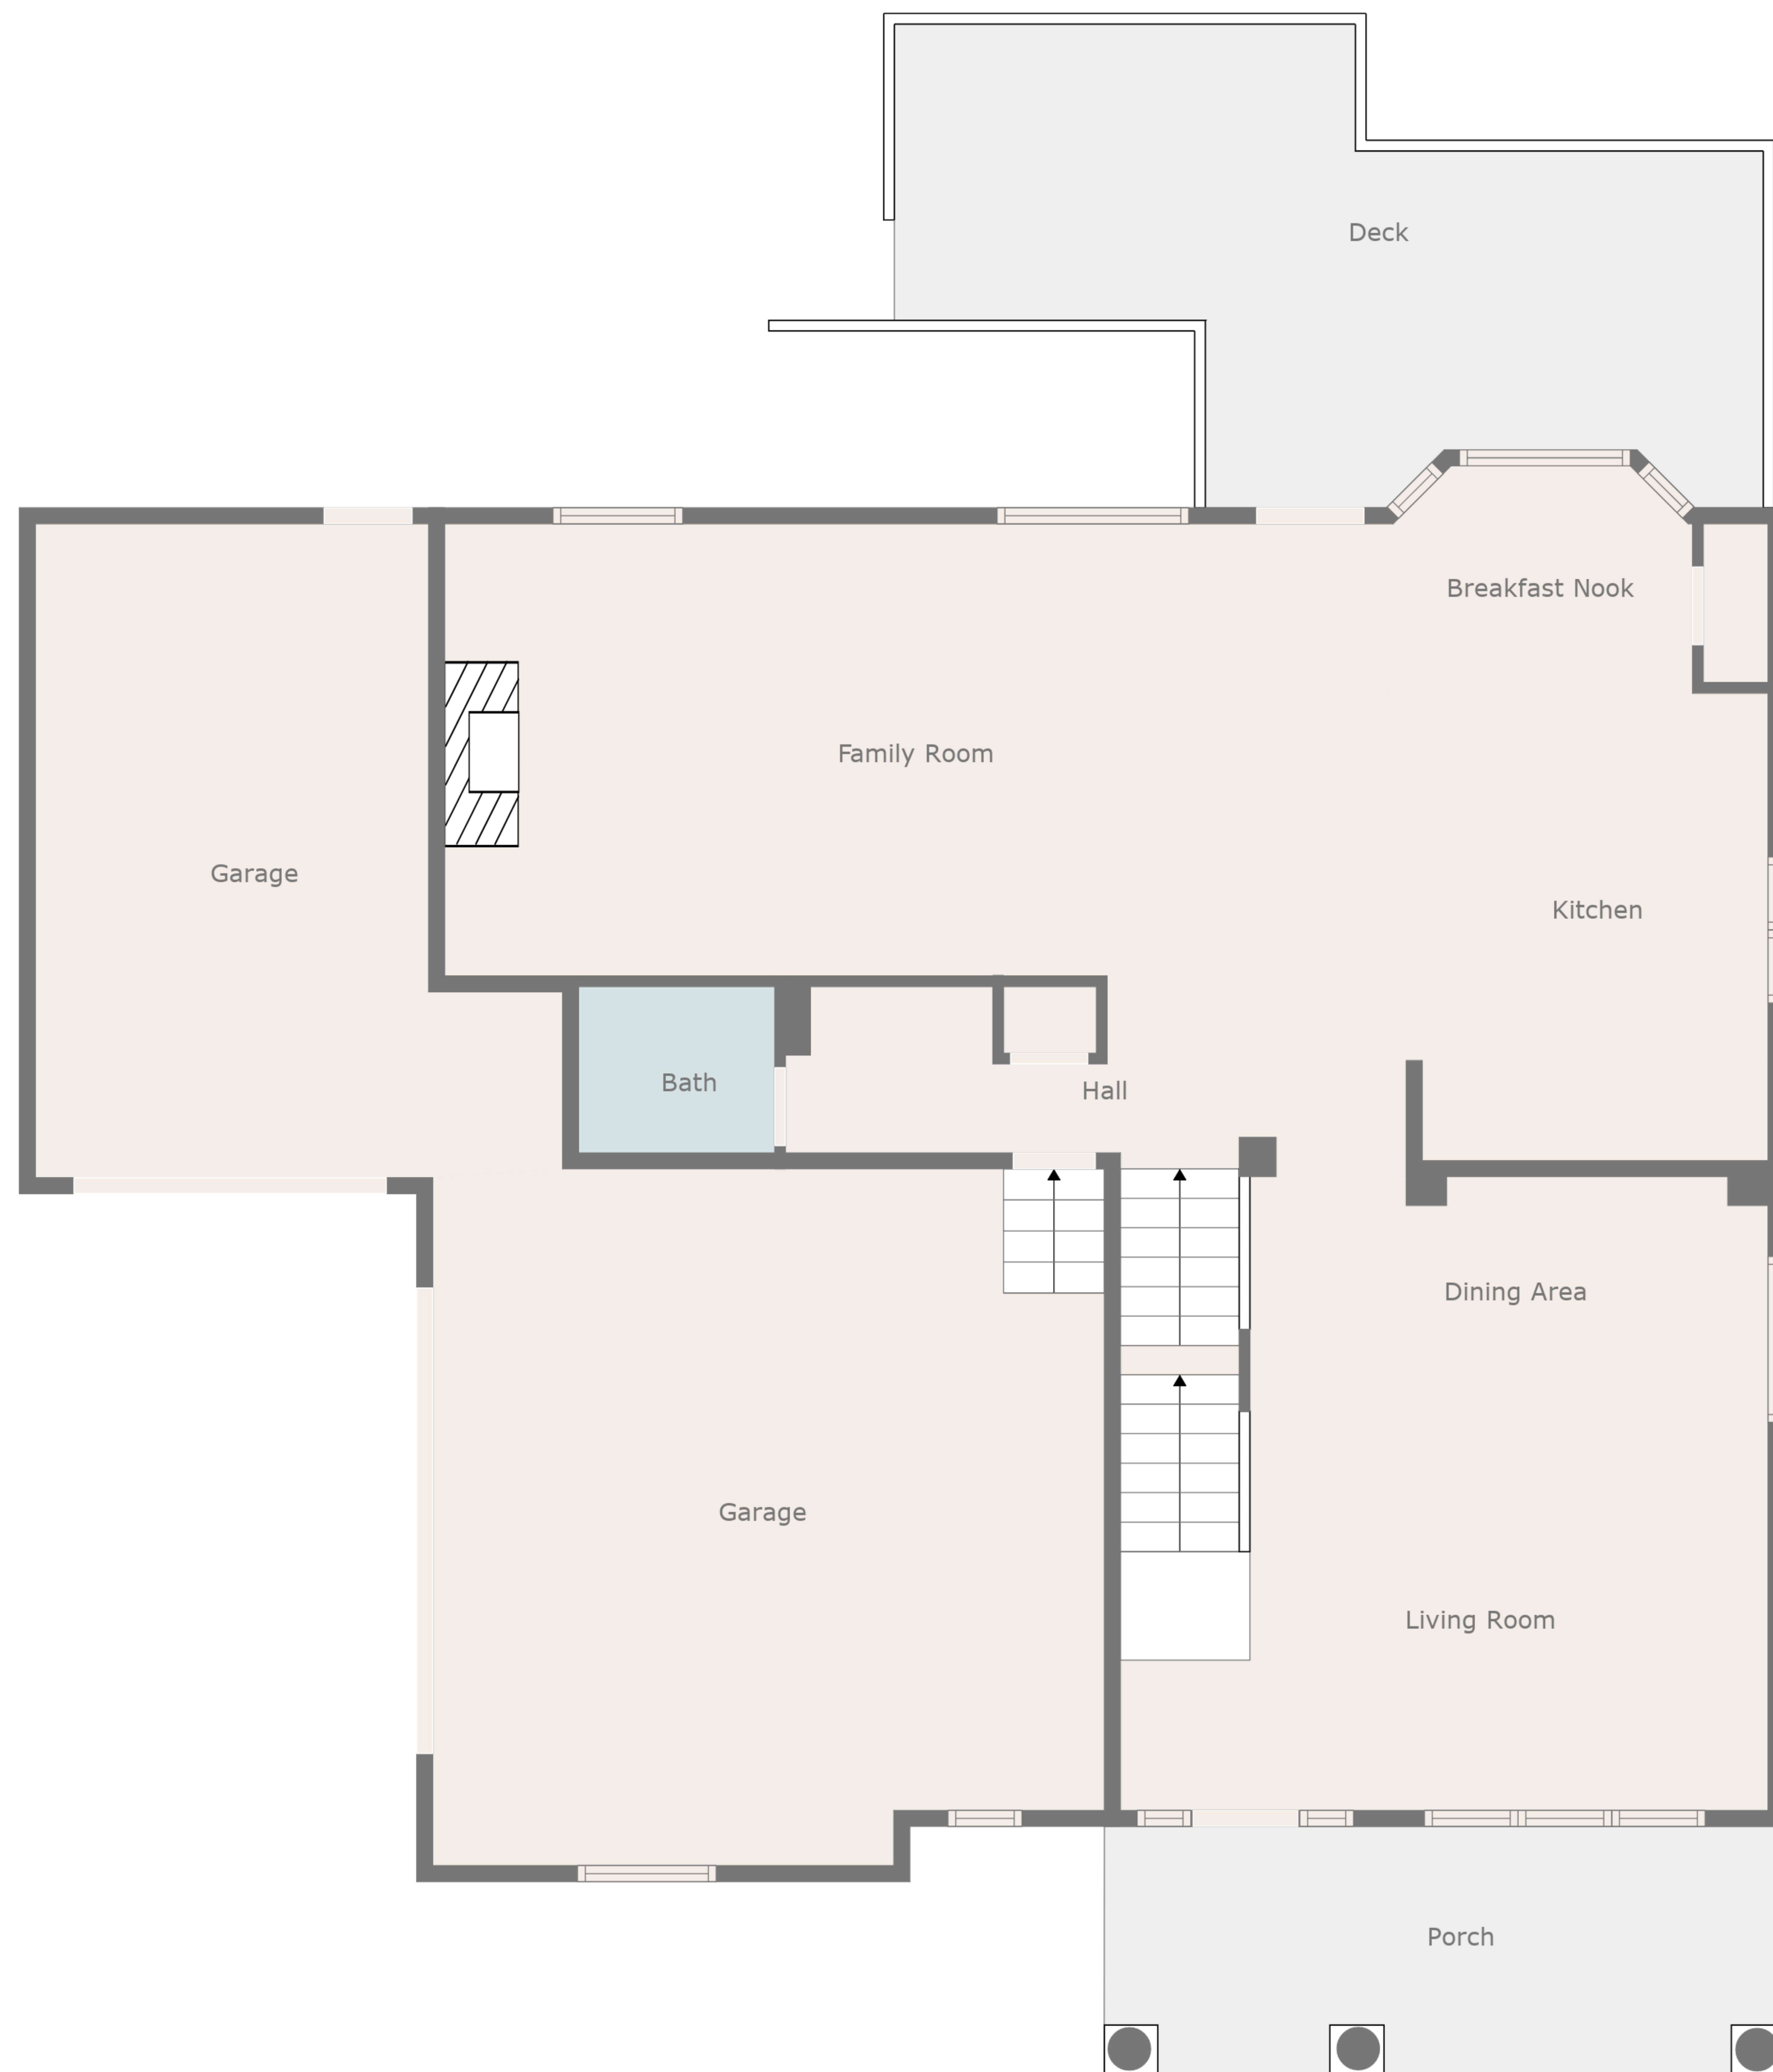 Deck
Breakfast Nook
Family Room
Garage
Kitchen
Bath
Hall
Dining Area
Garage
Living Room
Porch